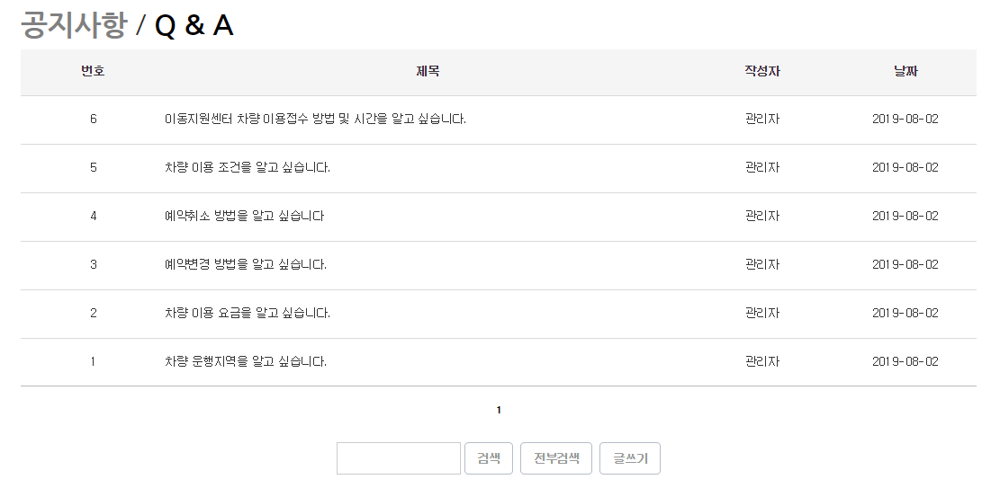 공지사항 / Q & A
번호 제목 작성자 날짜
6 이동지원센터 차량 이용접수 방법 및 시간을 알고 싶습니다. 관리자 2019-08-02
5 차량 이용 조건을 알고 싶습니다. 관리자 2019-08-02
4 예약취소 방법을 알고 싶습니다 관리자 2019-08-02
3 예약변경 방법을 알고 싶습니다. 관리자 2019-08-02
2 차량 이용 요금을 알고 싶습니다. 관리자 2019-08-02
1 차량 운행지역을 알고 싶습니다. 관리자 2019-08-02
1
검색 전부검색 글쓰기